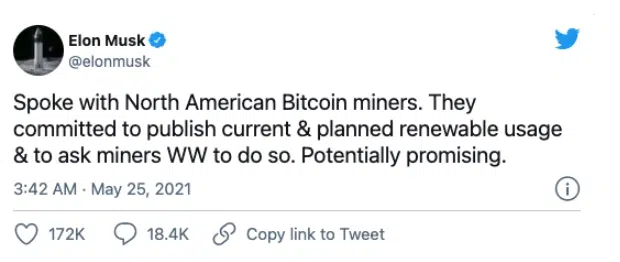 Elon Musk
@elonmusk
Spoke with North American Bitcoin miners. They
committed to publish current & planned renewable usage
& to ask miners WW to do so. Potentially promising.
3:42 AM · May 25, 2021
172K 18.4K Copy link to Tweet